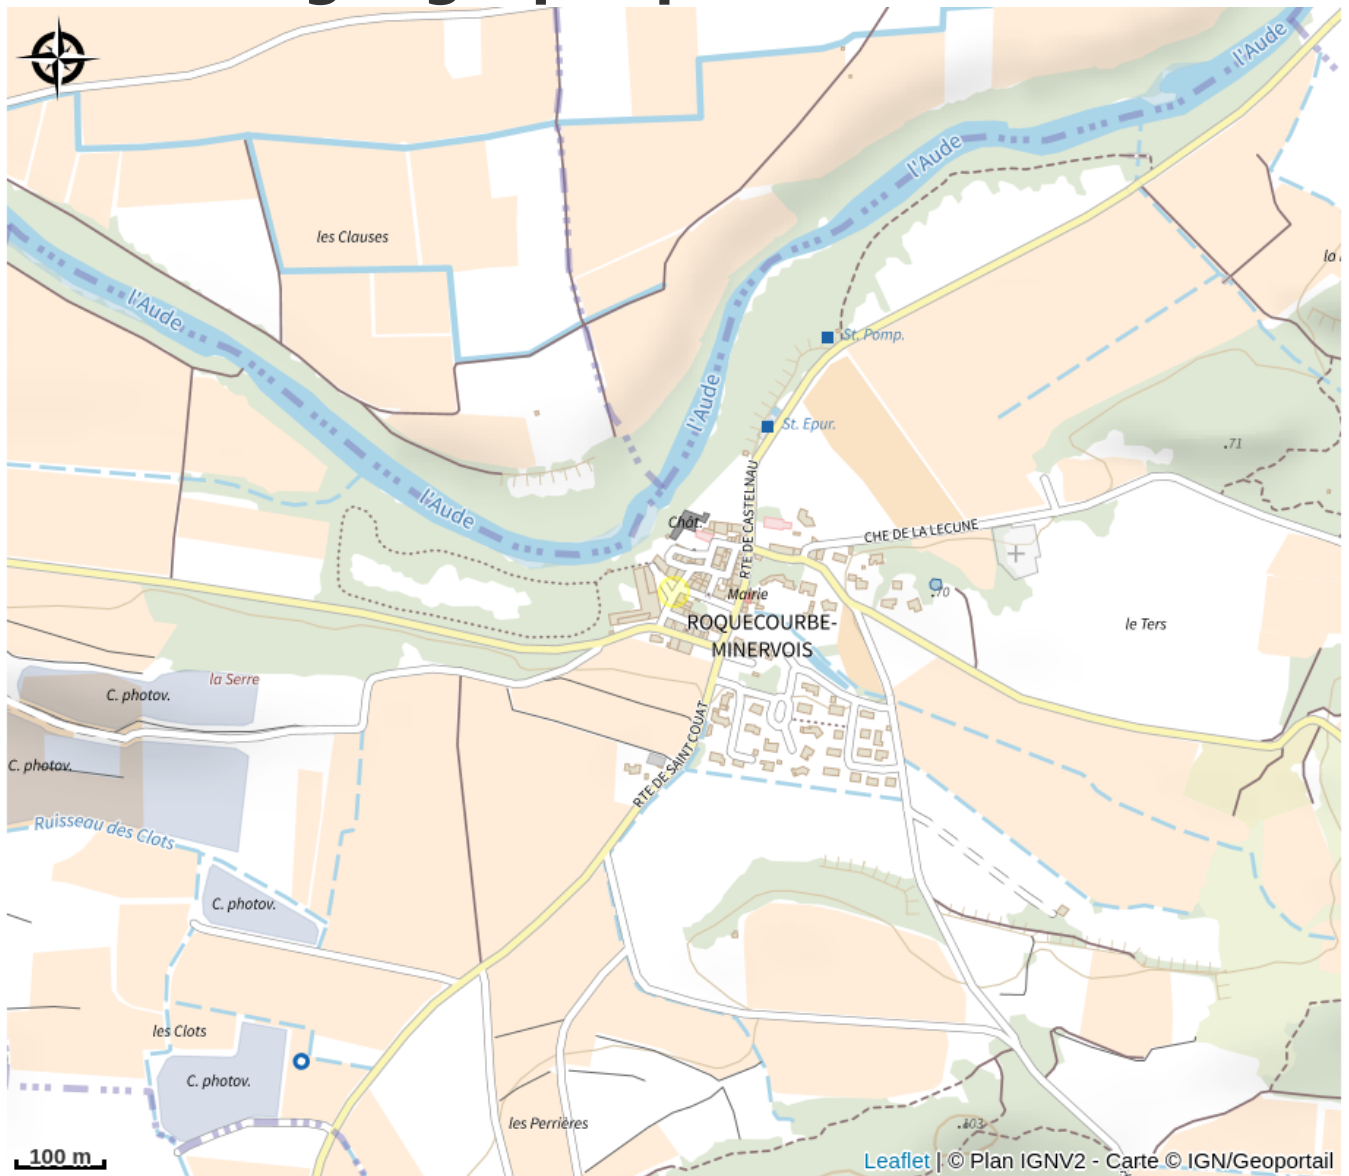 l'Aude
l'Aude
les Clauses
l'Aude
St. Pomp.
l'Aude
St. Epur.
71
RTE DE CASTELNAU
l'Aude
Chât.
CHE DE LA LECUNE
Mairie
70
ROQUECOURBE-
MINERVOIS
le Ters
la Serre
C. photov.
RTE DE SAINT COUAT
C. photov.
Ruisseau des Clots
C. photov.
les Clots
C. photov.
les Perrières
103
100 m
Leaflet | © Plan IGNV2 - Carte © IGN/Geoportail